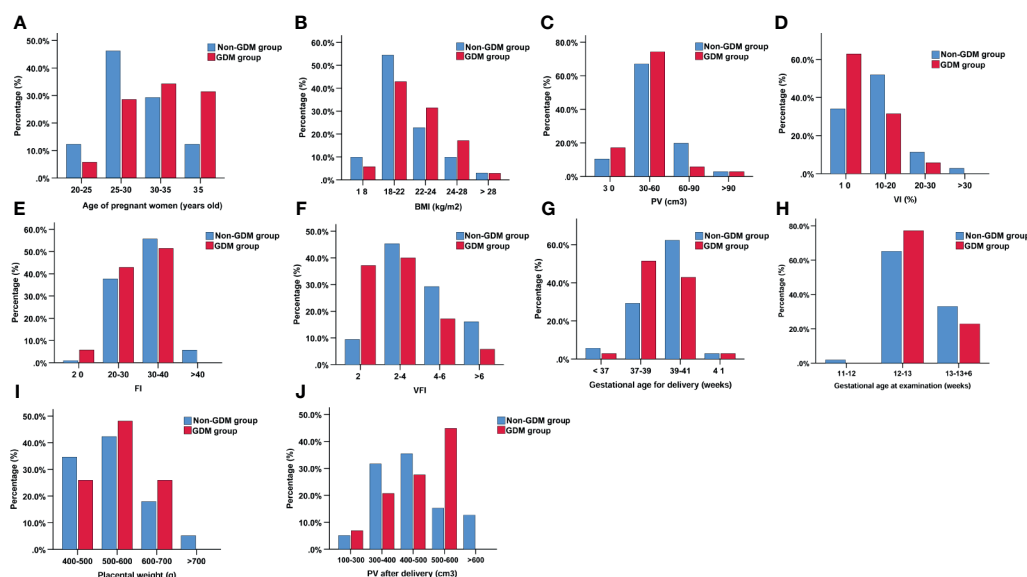 A
Percentage (%)
50.0%
40.0%
30.0%
20.0%
10.0%
.0%
Non-GDM group
GDM group
20-25 25-30 30-35 35
Age of pregnant women (years old)
B
Percentage (%)
60.0%
50.0%
40.0%
30.0%
20.0%
10.0%
.0%
Non-GDM group
GDM group
1 8 18-22 22-24 24-28 > 28
BMI (kg/m2)
C
Percentage (%)
80.0%
60.0%
40.0%
20.0%
.0%
Non-GDM group
GDM group
3 0 30-60 60-90 >90
PV (cm3)
D
Percentage (%)
70.0%
60.0%
50.0%
40.0%
30.0%
20.0%
10.0%
.0%
Non-GDM group
GDM group
1 0 10-20 20-30 >30
VI (%)
E
Percentage (%)
60.0%
50.0%
40.0%
30.0%
20.0%
10.0%
.0%
Non-GDM group
GDM group
2 0 20-30 30-40 >40
FI
F
Percentage (%)
50.0%
40.0%
30.0%
20.0%
10.0%
.0%
Non-GDM group
GDM group
2 2-4 4-6 >6
VFI
G
Percentage (%)
60.0%
40.0%
20.0%
.0%
Non-GDM group
GDM group
< 37 37-39 39-41 4 1
Gestational age for delivery (weeks)
H
Percentage (%)
80.0%
60.0%
40.0%
20.0%
.0%
Non-GDM group
GDM group
11-12 12-13 13-13+6
Gestational age at examination (weeks)
I
Percentage (%)
50.0%
40.0%
30.0%
20.0%
10.0%
.0%
Non-GDM group
GDM group
400-500 500-600 600-700 >700
Placental weight (g)
J
Percentage (%)
50.0%
40.0%
30.0%
20.0%
10.0%
.0%
Non-GDM group
GDM group
100-300 300-400 400-500 500-600 >600
PV after delivery (cm3)